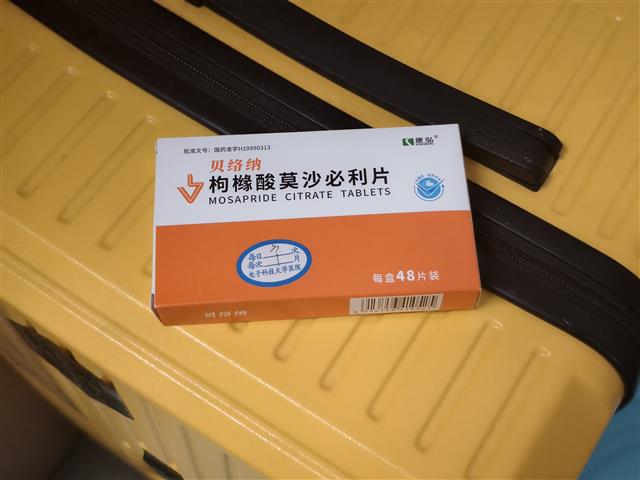 批准文号：国药准字H19990313
康弘®
贝络纳
枸橼酸莫沙必利片
MOSAPRIDE CITRATE TABLETS
每日 3 次
每次 1 片
电子科技大学医院
每盒48片装
贝络纳